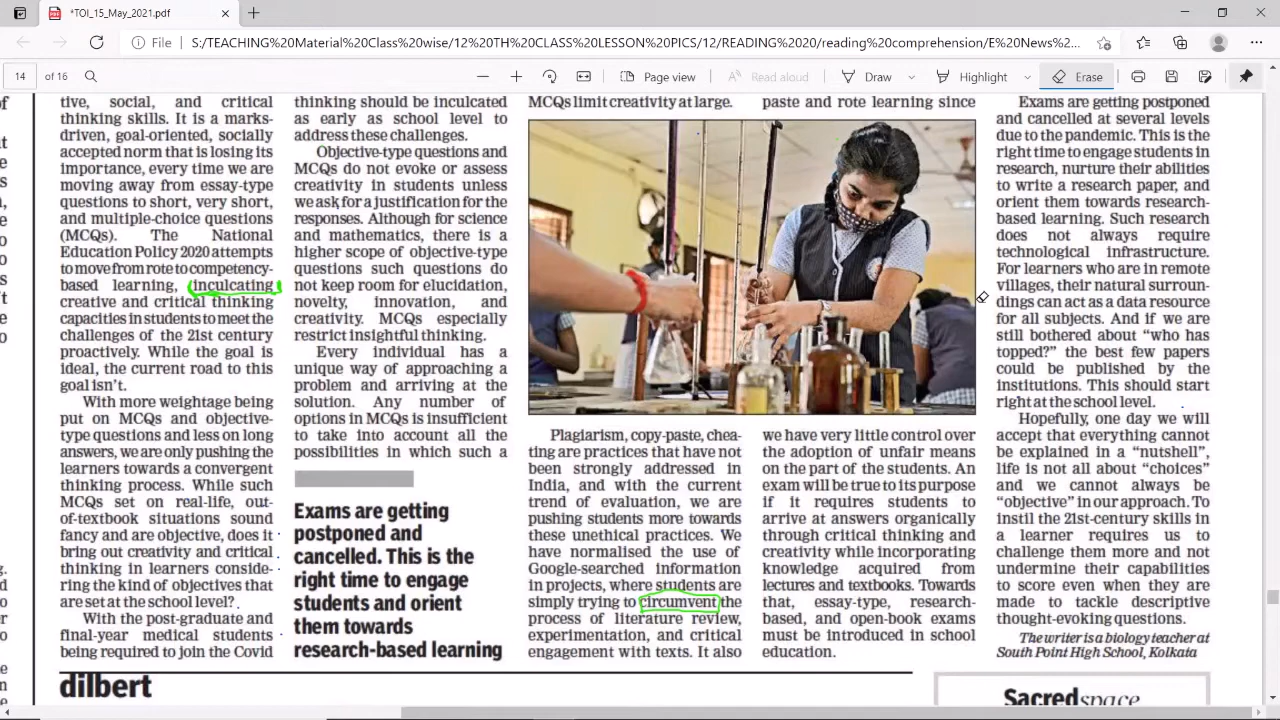 *TOI_15_May_2021.pdf
File
S:/TEACHING%20Material%20Class%20wise/12%20TH%20CLASS%20LESSON%20PICS/12/READING%202020/reading%20comprehension/E%20News%...
14 of 16
Page view
Read aloud
Draw
Highlight
Erase
tive, social, and critical
thinking skills. It is a marks-
driven, goal-oriented, socially
accepted norm that is losing its
importance, every time we are
moving away from essay-type
questions to short, very short,
and multiple-choice questions
(MCQs). The National
Education Policy 2020 attempts
to move from rote to competency-
based learning, inculcating
creative and critical thinking
capacities in students to meet the
challenges of the 21st century
proactively. While the goal is
ideal, the current road to this
goal isn't.
With more weightage being
put on MCQs and objective-
type questions and less on long
answers, we are only pushing the
learners towards a convergent
thinking process. While such
MCQs set on real-life, out-
of-textbook situations sound
fancy and are objective, does it
bring out creativity and critical
thinking in learners conside-
ring the kind of objectives that
are set at the school level?
With the post-graduate and
final-year medical students
being required to join the Covid
thinking should be inculcated
as early as school level to
address these challenges.
Objective-type questions and
MCQs do not evoke or assess
creativity in students unless
we ask for a justification for the
responses. Although for science
and mathematics, there is a
higher scope of objective-type
questions such questions do
not keep room for elucidation,
novelty, innovation, and
creativity. MCQs especially
restrict insightful thinking.
Every individual has a
unique way of approaching a
problem and arriving at the
solution. Any number of
options in MCQs is insufficient
to take into account all the
possibilities in which such a
Exams are getting
postponed and
cancelled. This is the
right time to engage
students and orient
them towards
research-based learning
MCQs limit creativity at large.
Plagiarism, copy-paste, chea-
ting are practices that have not
been strongly addressed in
India, and with the current
trend of evaluation, we are
pushing students more towards
these unethical practices. We
have normalised the use of
Google-searched information
in projects, where students are
simply trying to circumvent the
process of literature review,
experimentation, and critical
engagement with texts. It also
paste and rote learning since
we have very little control over
the adoption of unfair means
on the part of the students. An
exam will be true to its purpose
if it requires students to
arrive at answers organically
through critical thinking and
creativity while incorporating
knowledge acquired from
lectures and textbooks. Towards
that, essay-type, research-
based, and open-book exams
must be introduced in school
education.
Exams are getting postponed
and cancelled at several levels
due to the pandemic. This is the
right time to engage students in
research, nurture their abilities
to write a research paper, and
orient them towards research-
based learning. Such research
does not always require
technological infrastructure.
For learners who are in remote
villages, their natural surroun-
dings can act as a data resource
for all subjects. And if we are
still bothered about "who has
topped?" the best few papers
could be published by the
institutions. This should start
right at the school level.
Hopefully, one day we will
accept that everything cannot
be explained in a "nutshell",
life is not all about "choices"
and we cannot always be
"objective" in our approach. To
instil the 21st-century skills in
a learner requires us to
challenge them more and not
undermine their capabilities
to score even when they are
made to tackle descriptive
thought-evoking questions.
The writer is a biology teacher at
South Point High School, Kolkata
dilbert
Sacredspace